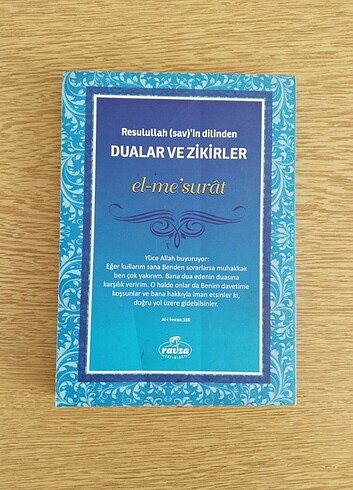 Resulullah (sav)'in dilinden
DUALAR VE ZİKİRLER
el-me'surât
Yüce Allah buyuruyor:
Eğer kullarım sana Benden sorarlarsa muhakkak
ben çok yakınım. Bana dua edenin duasına
karşılık veririm. O halde onlar da Benim davetime
koşsunlar ve bana hakkıyla iman etsinler ki,
doğru yol üzere gidebilsinler.
Al-i İmran:186
ravza
YAYINLARI